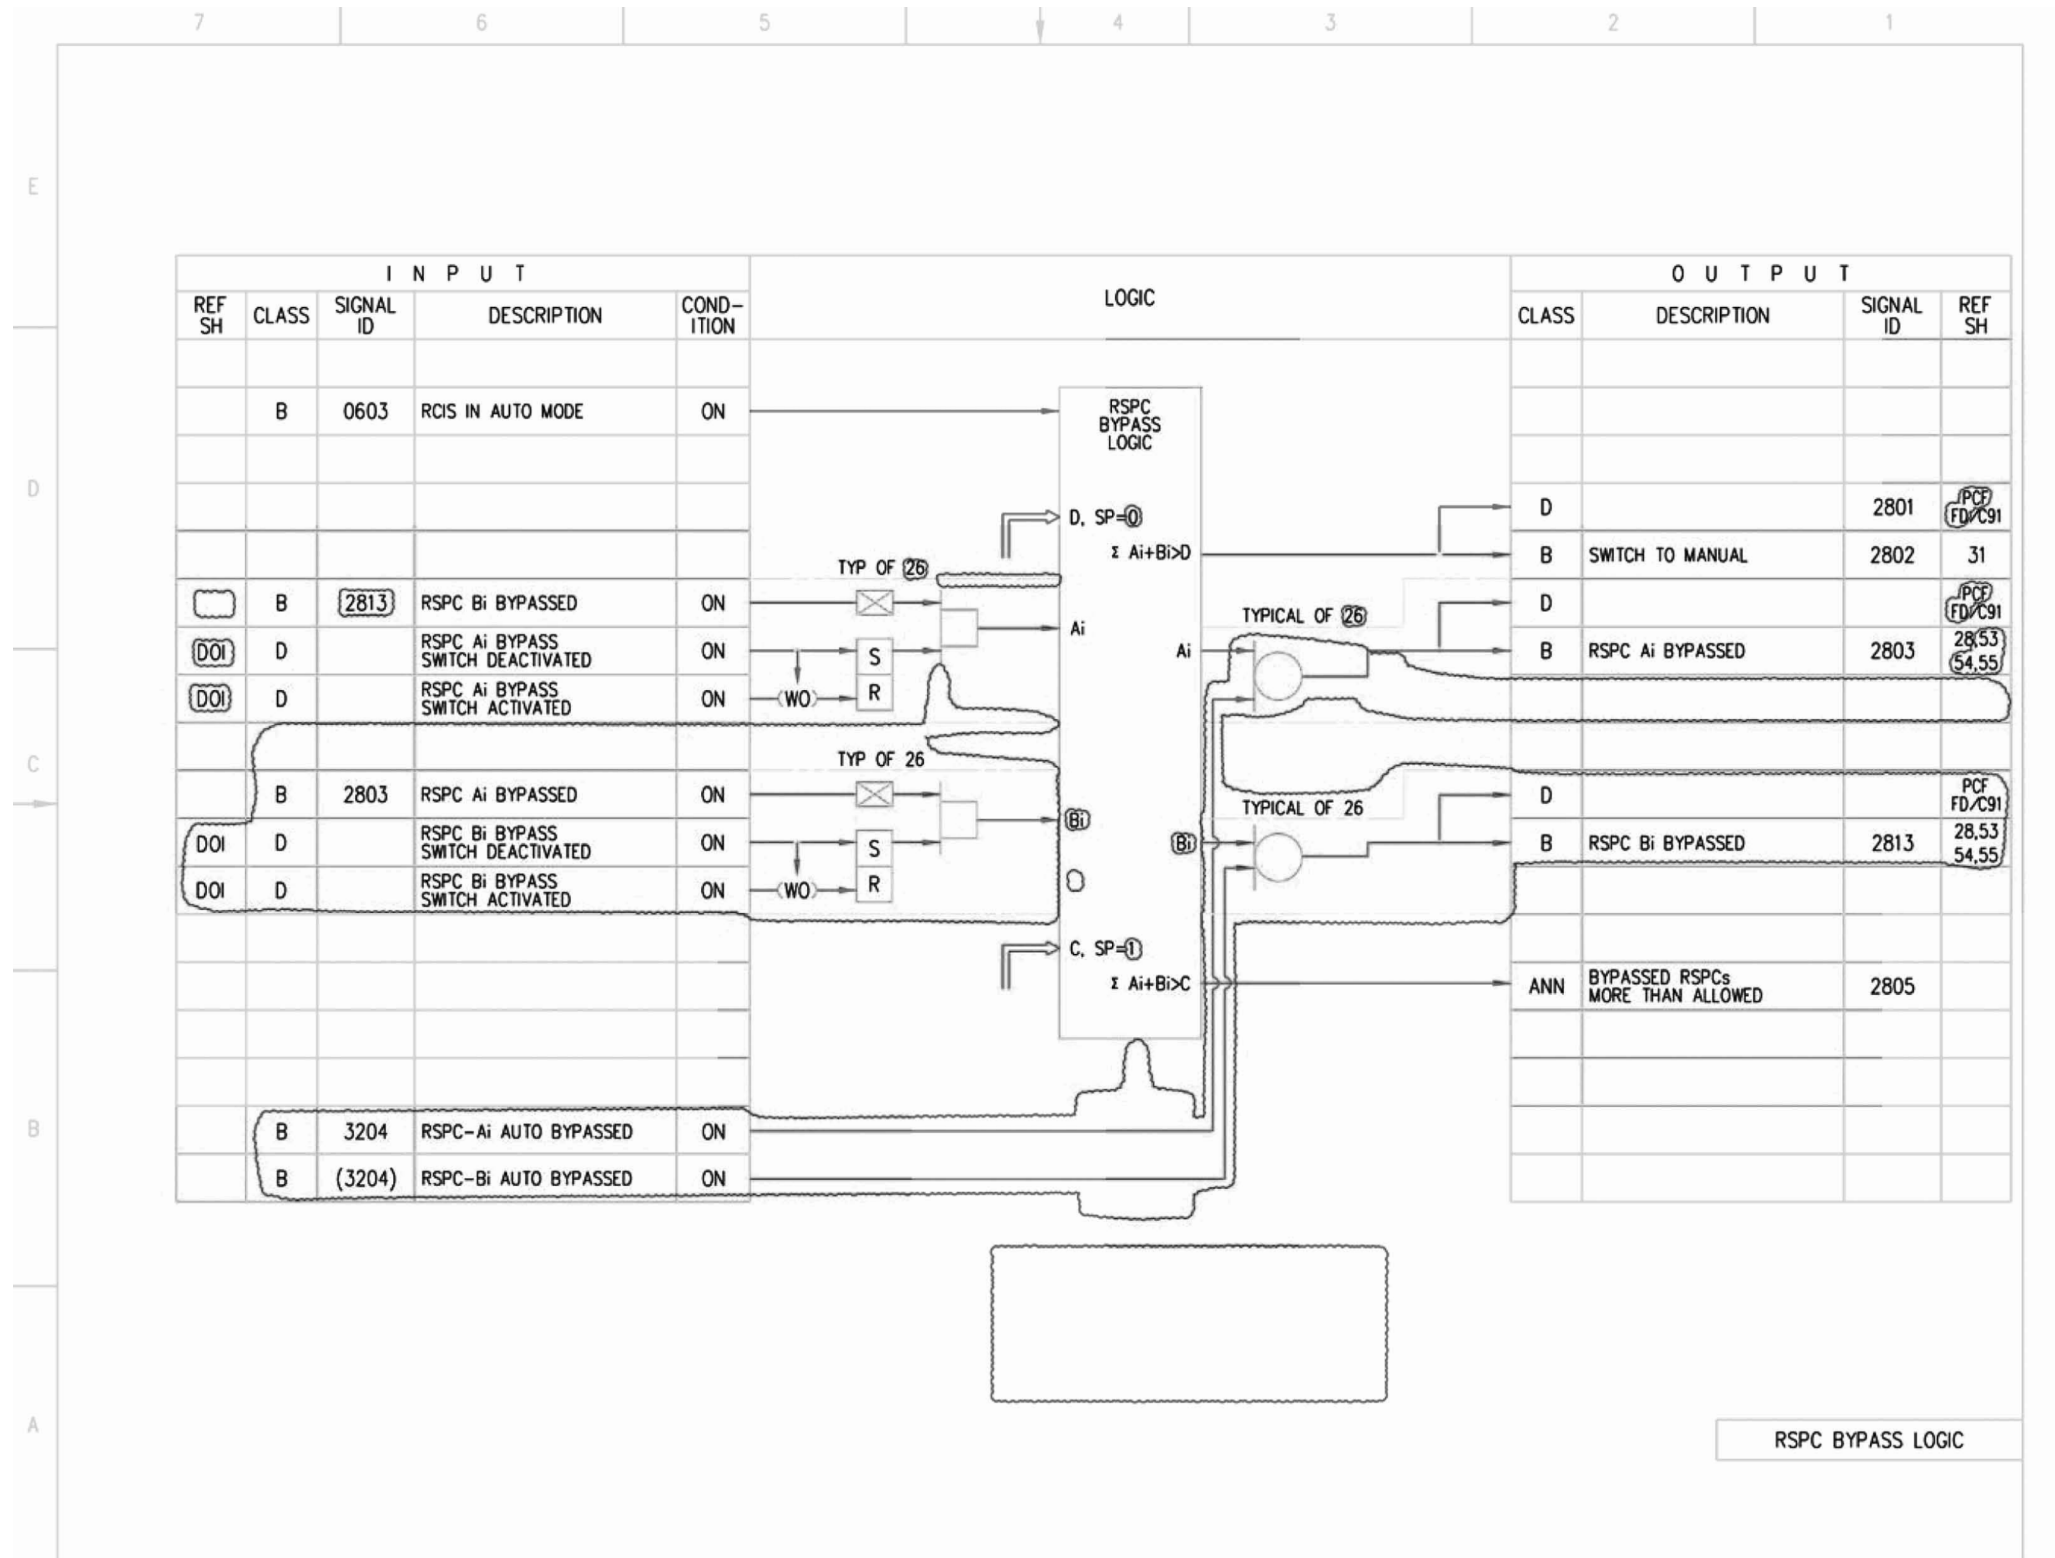 7 6 5 4 3 2 1
E
D
C
B
A
I N P U T
LOGIC
O U T P U T
REF SH
CLASS
SIGNAL ID
DESCRIPTION
COND-ITION
CLASS
DESCRIPTION
SIGNAL ID
REF SH
B 0603 RCIS IN AUTO MODE ON
RSPC
BYPASS
LOGIC
D, SP=0
Σ Ai+Bi>D
D 2801 PCF FD/C91
B SWITCH TO MANUAL 2802 31
TYP OF 26
B 2813 RSPC Bi BYPASSED ON
Ai
TYPICAL OF 26
D PCF FD/C91
DOI D RSPC Ai BYPASS
SWITCH DEACTIVATED ON
S
Ai
B RSPC Ai BYPASSED 2803 28,53
54,55
DOI D RSPC Ai BYPASS
SWITCH ACTIVATED ON
(WO)
R
TYP OF 26
B 2803 RSPC Ai BYPASSED ON
Bi
TYPICAL OF 26
D PCF FD/C91
DOI D RSPC Bi BYPASS
SWITCH DEACTIVATED ON
S
Bi
B RSPC Bi BYPASSED 2813 28,53
54,55
DOI D RSPC Bi BYPASS
SWITCH ACTIVATED ON
(WO)
R
C, SP=1
Σ Ai+Bi>C
ANN BYPASSED RSPCs
MORE THAN ALLOWED 2805
B 3204 RSPC-Ai AUTO BYPASSED ON
B (3204) RSPC-Bi AUTO BYPASSED ON
RSPC BYPASS LOGIC